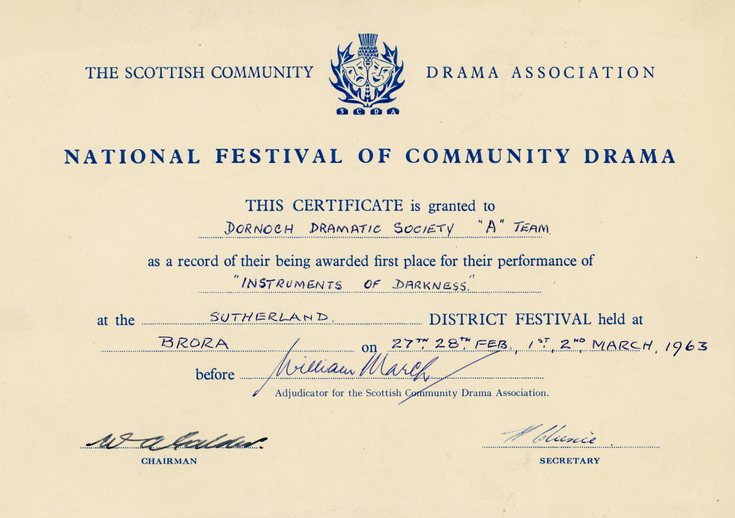 THE SCOTTISH COMMUNITY DRAMA ASSOCIATION
SCDA
NATIONAL FESTIVAL OF COMMUNITY DRAMA
THIS CERTIFICATE is granted to
DORNOCH DRAMATIC SOCIETY "A" TEAM
as a record of their being awarded first place for their performance of
"INSTRUMENTS OF DARKNESS."
at the SUTHERLAND. DISTRICT FESTIVAL held at
BRORA on 27TH 28TH FEB., 1ST, 2ND MARCH, 1963
before William March
Adjudicator for the Scottish Community Drama Association.
CHAIRMAN SECRETARY